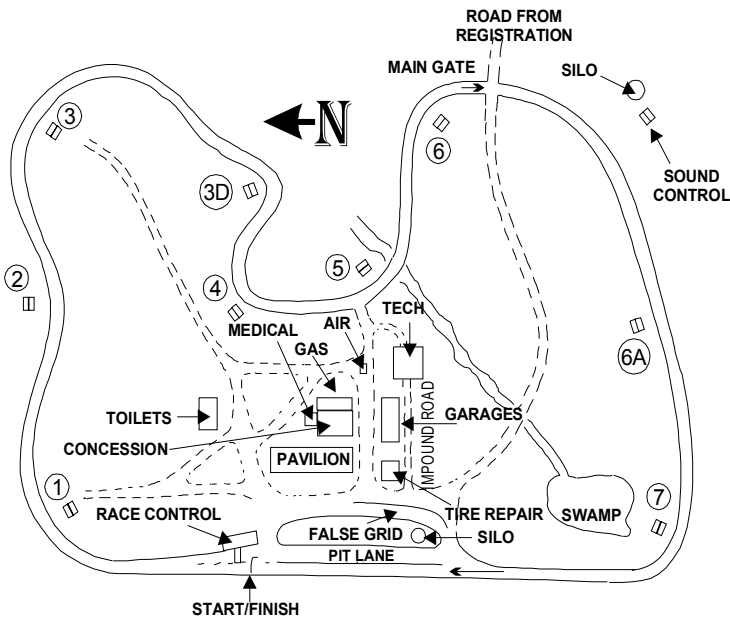 ROAD FROM
REGISTRATION
MAIN GATE
SILO
3
N
6
SOUND
CONTROL
3D
5
2
4
TECH
AIR
MEDICAL
6A
GAS
TOILETS
GARAGES
CONCESSION
IMPOUND ROAD
PAVILION
1
RACE CONTROL
TIRE REPAIR
SWAMP
7
FALSE GRID
SILO
PIT LANE
START/FINISH